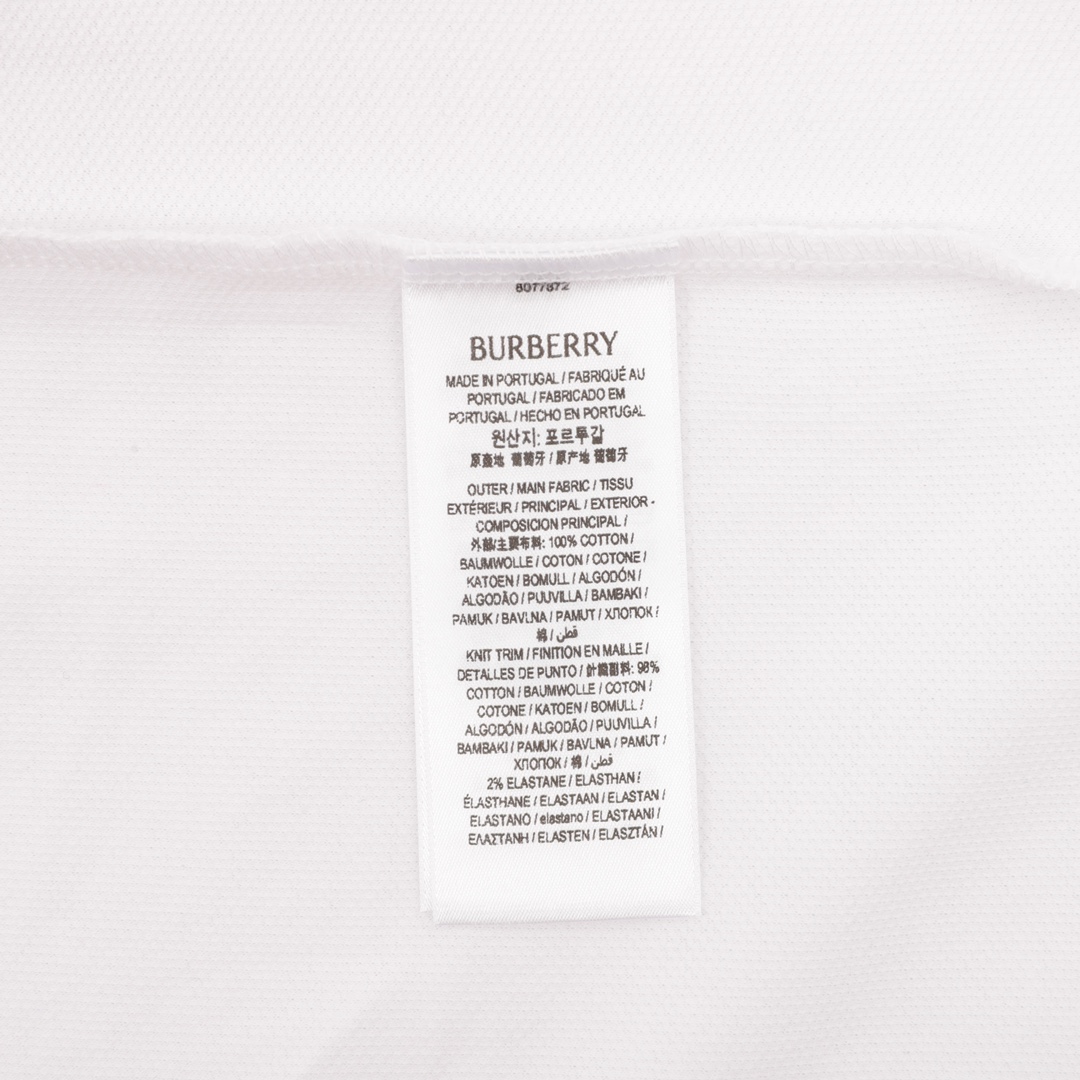 8077872
BURBERRY
MADE IN PORTUGAL / FABRIQUÉ AU
PORTUGAL / FABRICADO EM
PORTUGAL / HECHO EN PORTUGAL
원산지: 포르투갈
原產地 葡萄牙 / 原产地 葡萄牙
OUTER / MAIN FABRIC / TISSU
EXTÉRIEUR / PRINCIPAL / EXTERIOR -
COMPOSICION PRINCIPAL /
外部/主要布料: 100% COTTON /
BAUMWOLLE / COTON / COTONE /
KATOEN / BOMULL / ALGODÓN /
ALGODÃO / PUUVILLA / BAMBAKI /
PAMUK / BAVLNA / PAMUT / ХЛОПОК /
棉 / قطن
KNIT TRIM / FINITION EN MAILLE /
DETALLES DE PUNTO / 針織副料: 98%
COTTON / BAUMWOLLE / COTON /
COTONE / KATOEN / BOMULL /
ALGODÓN / ALGODÃO / PUUVILLA /
BAMBAKI / PAMUK / BAVLNA / PAMUT /
ХЛОПОК / 棉 / قطن
2% ELASTANE / ELASTHAN /
ÉLASTHANE / ELASTAAN / ELASTAN /
ELASTANO / elastano / ELASTAANI /
ΕΛΑΣΤΑΝΗ / ELASTEN / ELASZTÁN /